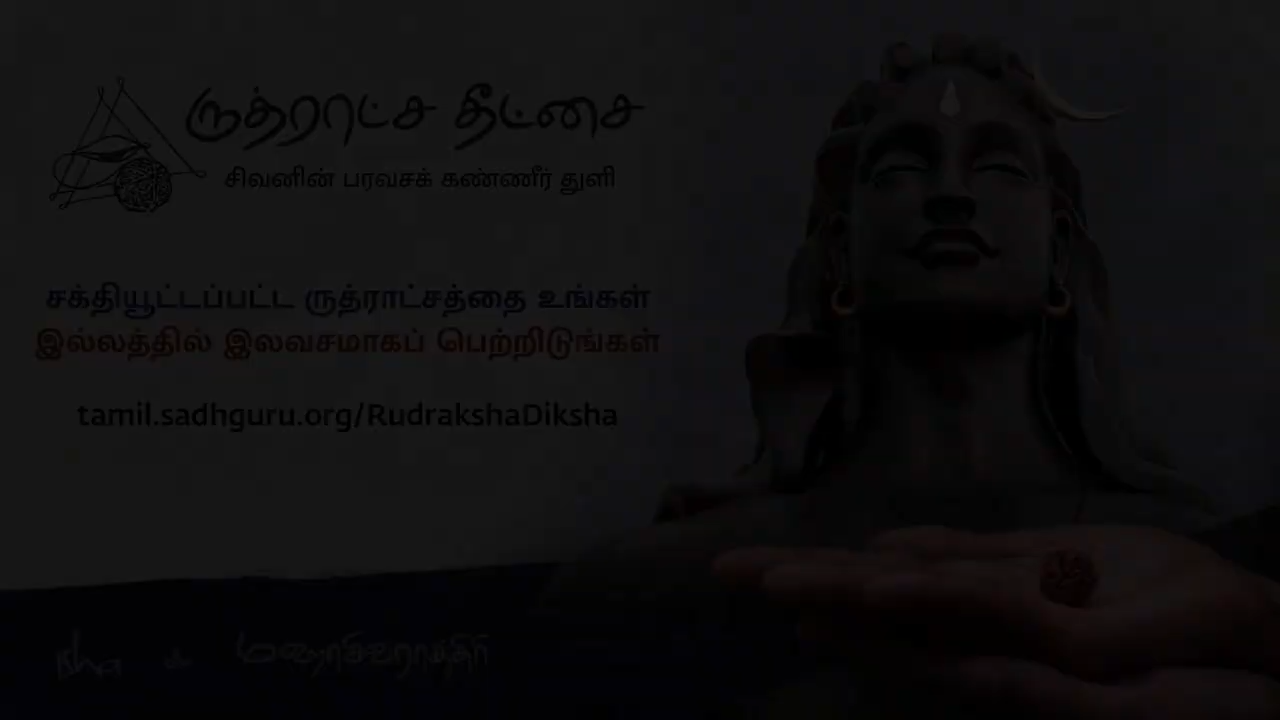 ருத்ராட்ச தீட்சை
சிவனின் பரவசக் கண்ணீர் துளி
சக்தியூட்டப்பட்ட ருத்ராட்சத்தை உங்கள்
இல்லத்தில் இலவசமாகப் பெற்றிடுங்கள்
tamil.sadhguru.org/RudrakshaDiksha
Isha மஹாசிவராத்திரி